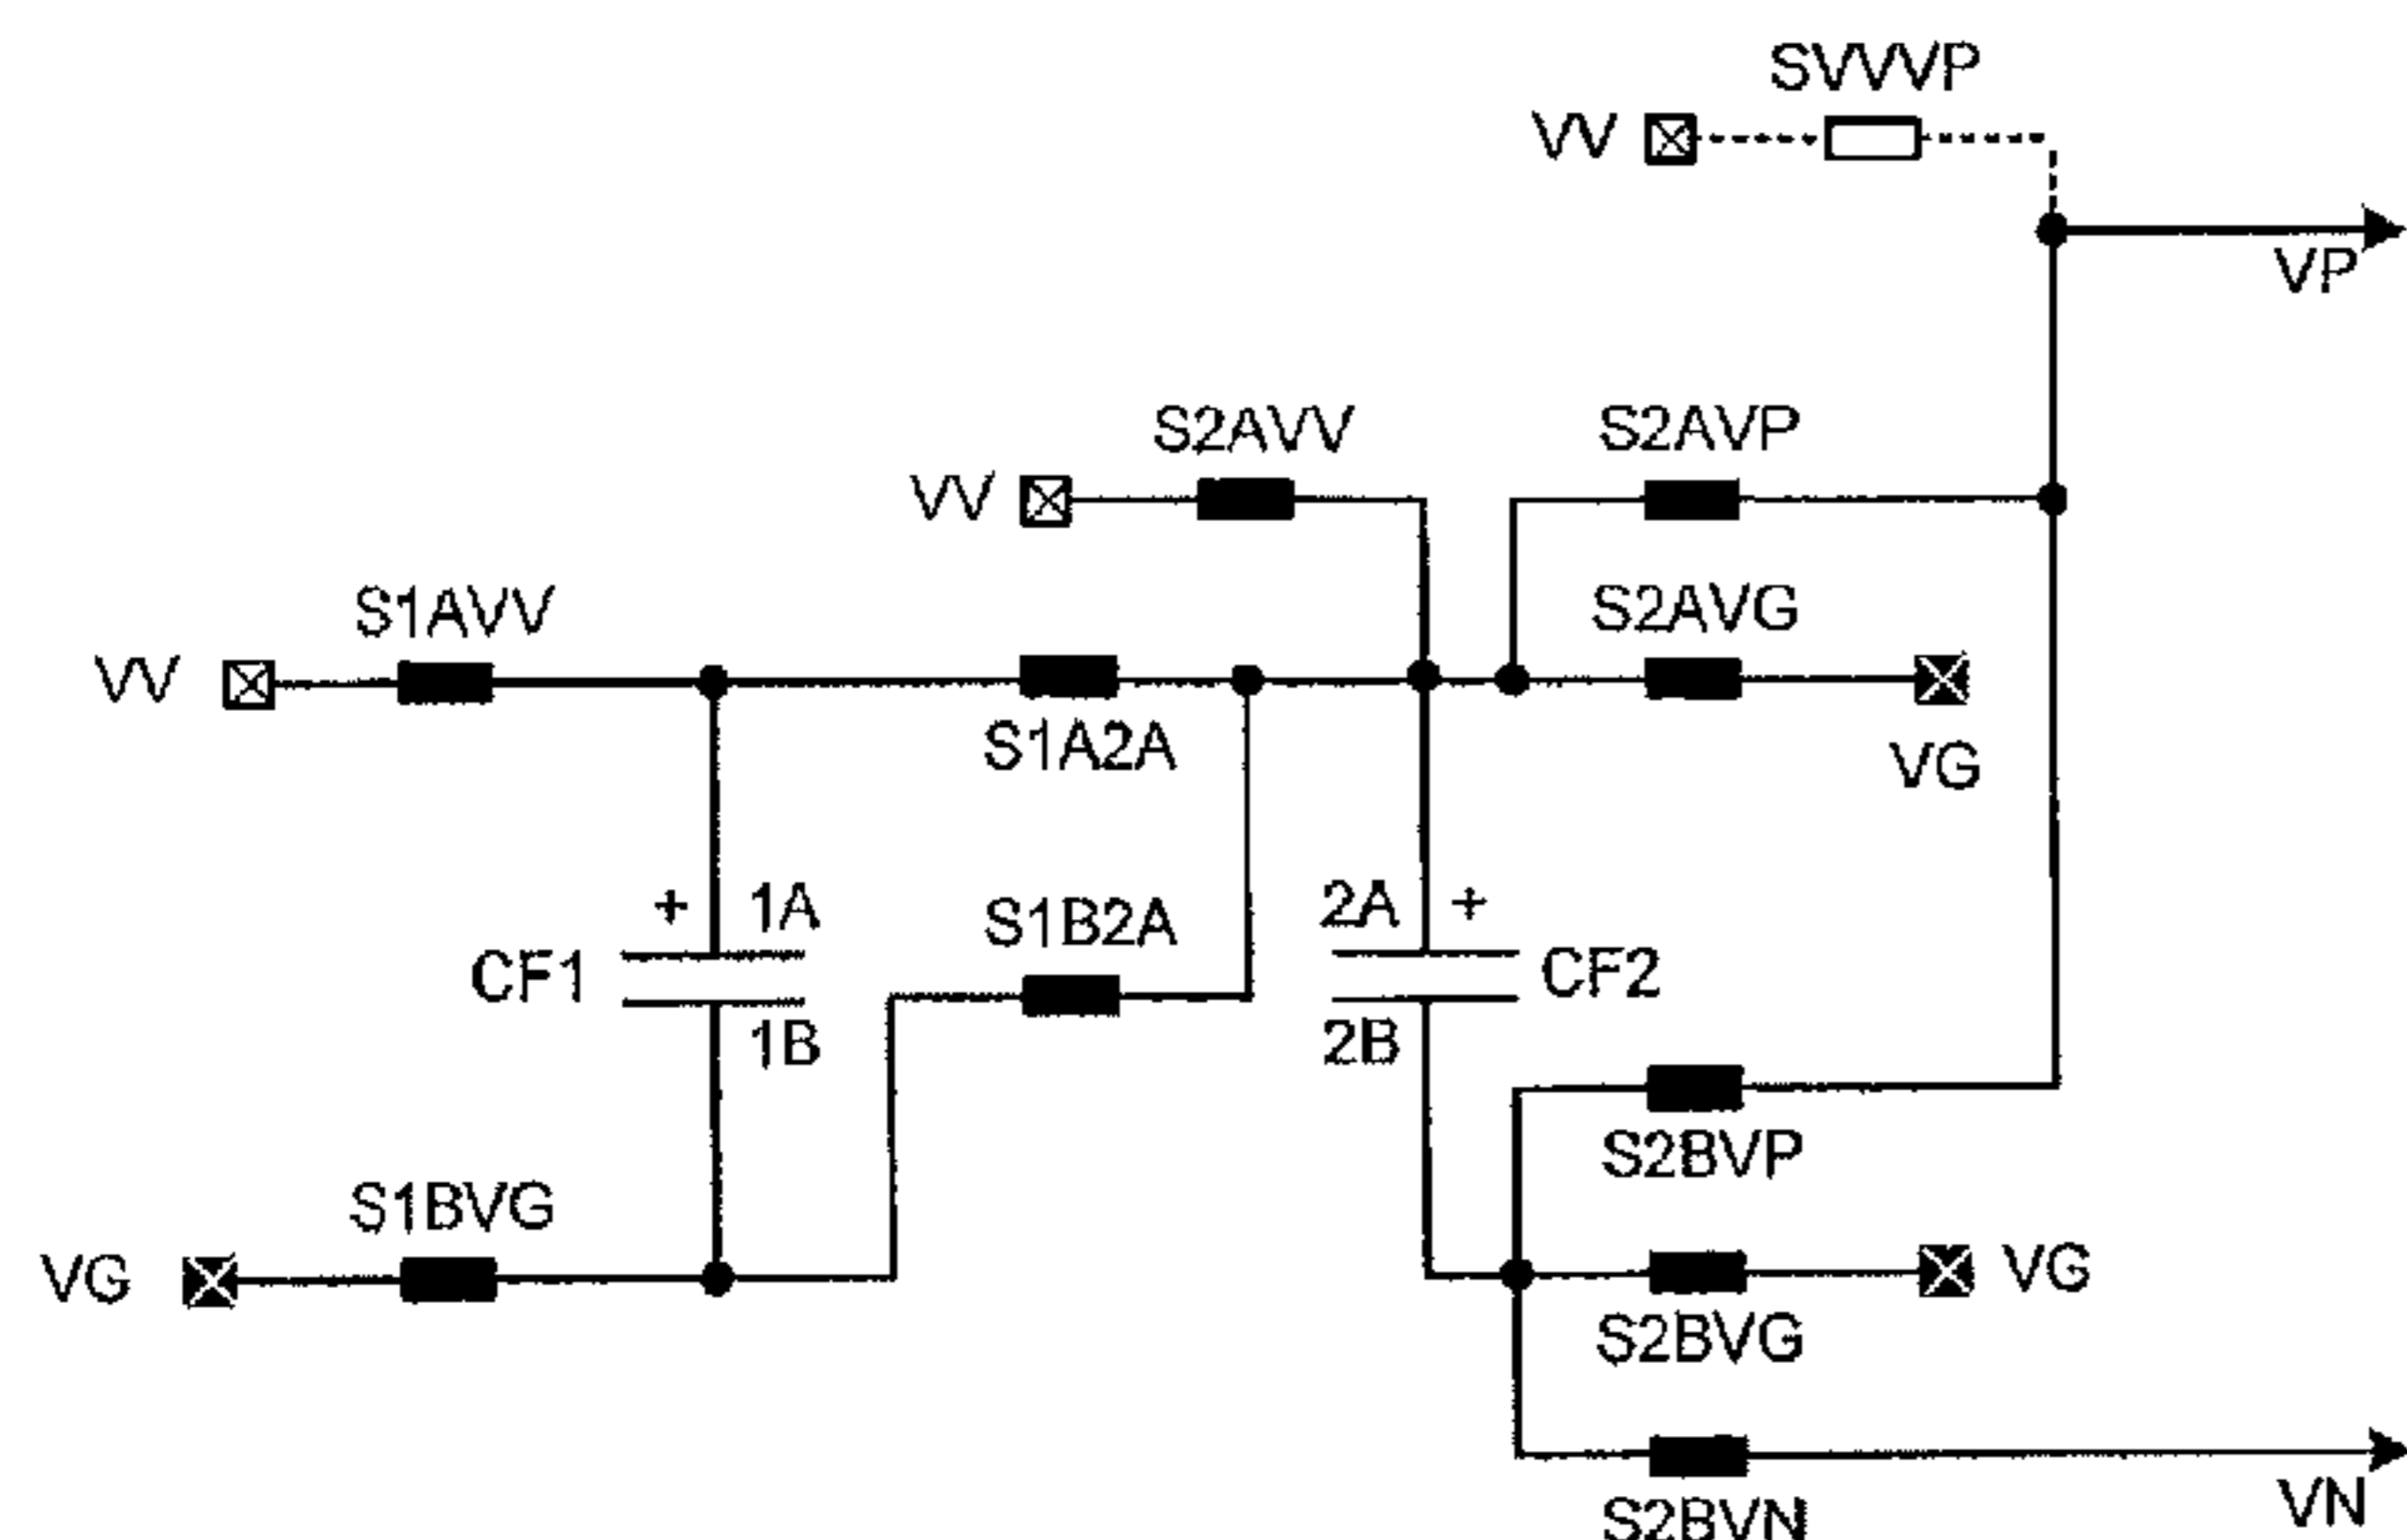 SVVVP
VV
VP
S2AVV
S2AVP
VV
S1AVV
S2AVG
VV
S1A2A
VG
+ 1A
S1B2A
2A +
CF1
CF2
1B
2B
S2BVP
S1BVG
VG
VG
S2BVG
VN
S2BVN